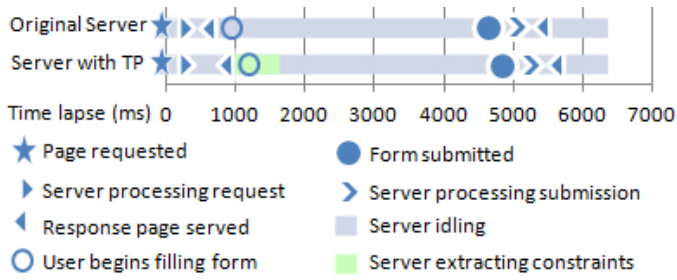 Original Server
Server with TP
Time lapse (ms) 0 1000 2000 3000 4000 5000 6000 7000
Page requested
Form submitted
Server processing request
Server processing submission
Response page served
Server idling
User begins filling form
Server extracting constraints